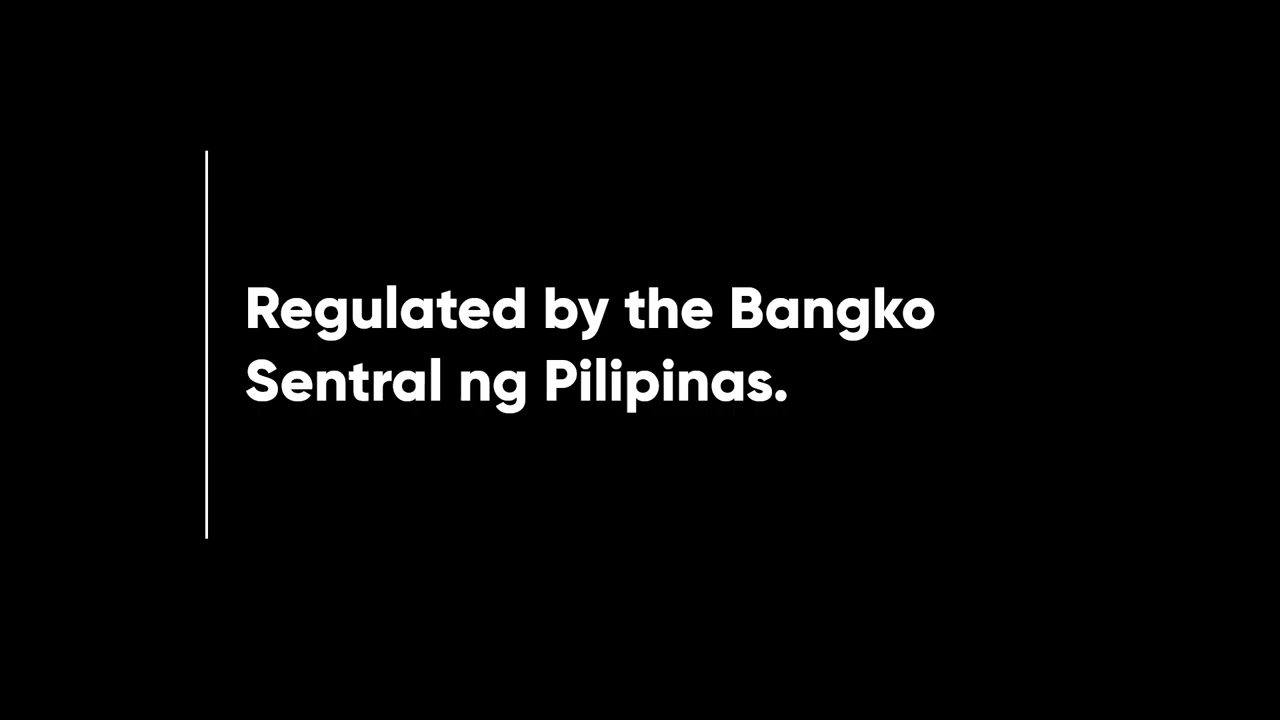 Regulated by the Bangko
Sentral ng Pilipinas.